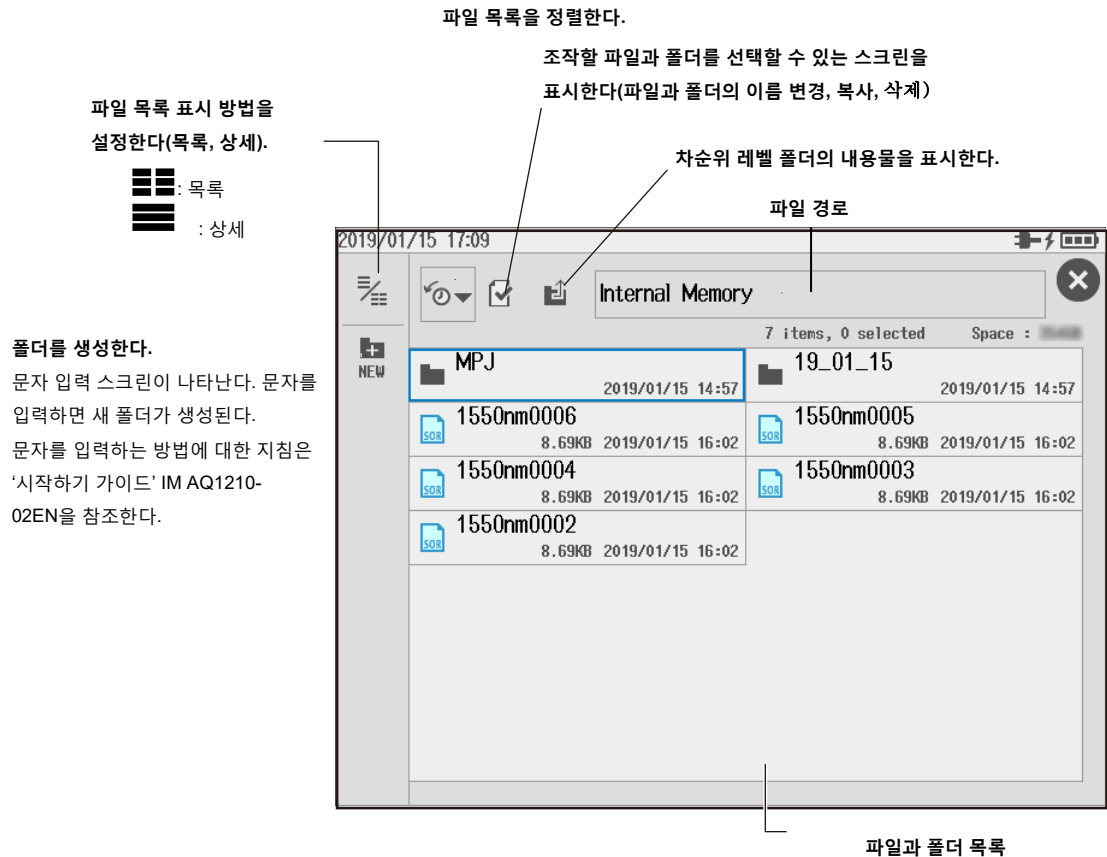 파일 목록을 정렬한다.
조작할 파일과 폴더를 선택할 수 있는 스크린을
표시한다(파일과 폴더의 이름 변경, 복사, 삭제)
파일 목록 표시 방법을
설정한다(목록, 상세).
: 목록
: 상세
차순위 레벨 폴더의 내용물을 표시한다.
파일 경로
2019/01/15 17:09
Internal Memory
7 items, 0 selected Space :
폴더를 생성한다.
문자 입력 스크린이 나타난다. 문자를
입력하면 새 폴더가 생성된다.
문자를 입력하는 방법에 대한 지침은
‘시작하기 가이드’ IM AQ1210-
02EN을 참조한다.
NEW
MPJ
2019/01/15 14:57
19_01_15
2019/01/15 14:57
SOR
1550nm0006
8.69KB 2019/01/15 16:02
SOR
1550nm0005
8.69KB 2019/01/15 16:02
SOR
1550nm0004
8.69KB 2019/01/15 16:02
SOR
1550nm0003
8.69KB 2019/01/15 16:02
SOR
1550nm0002
8.69KB 2019/01/15 16:02
파일과 폴더 목록